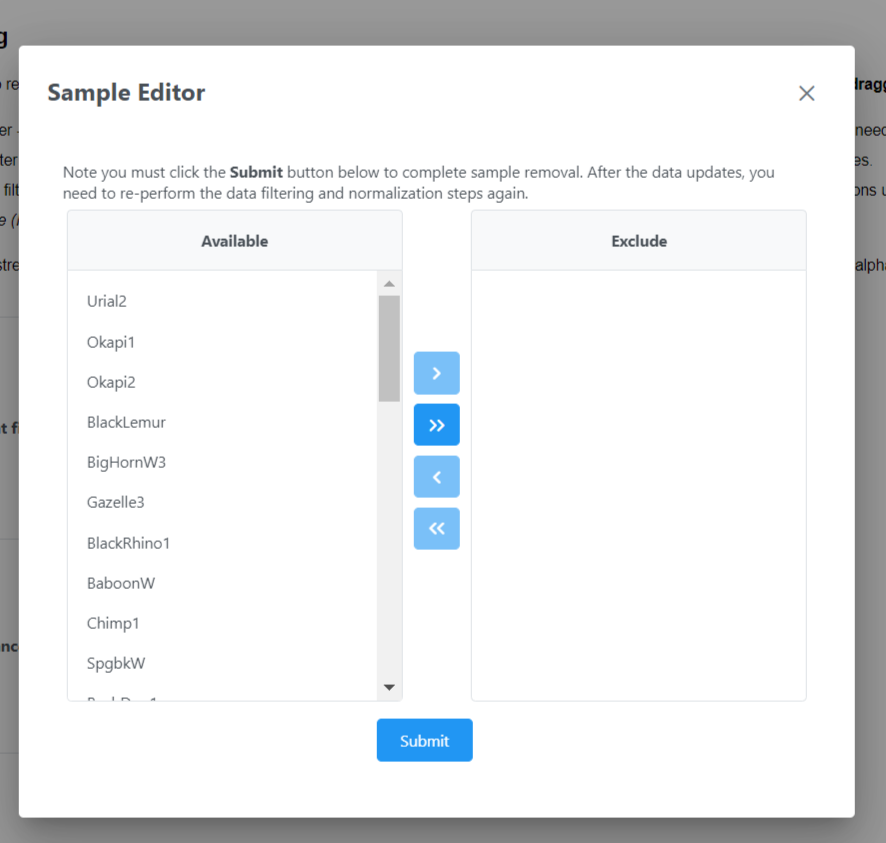 g
Sample Editor
Note you must click the Submit button below to complete sample removal. After the data updates, you
need to re-perform the data filtering and normalization steps again.
Available
Exclude
Urial2
Okapi1
Okapi2
BlackLemur
BigHornW3
Gazelle3
BlackRhino1
BaboonW
Chimp1
SpgbkW
Submit